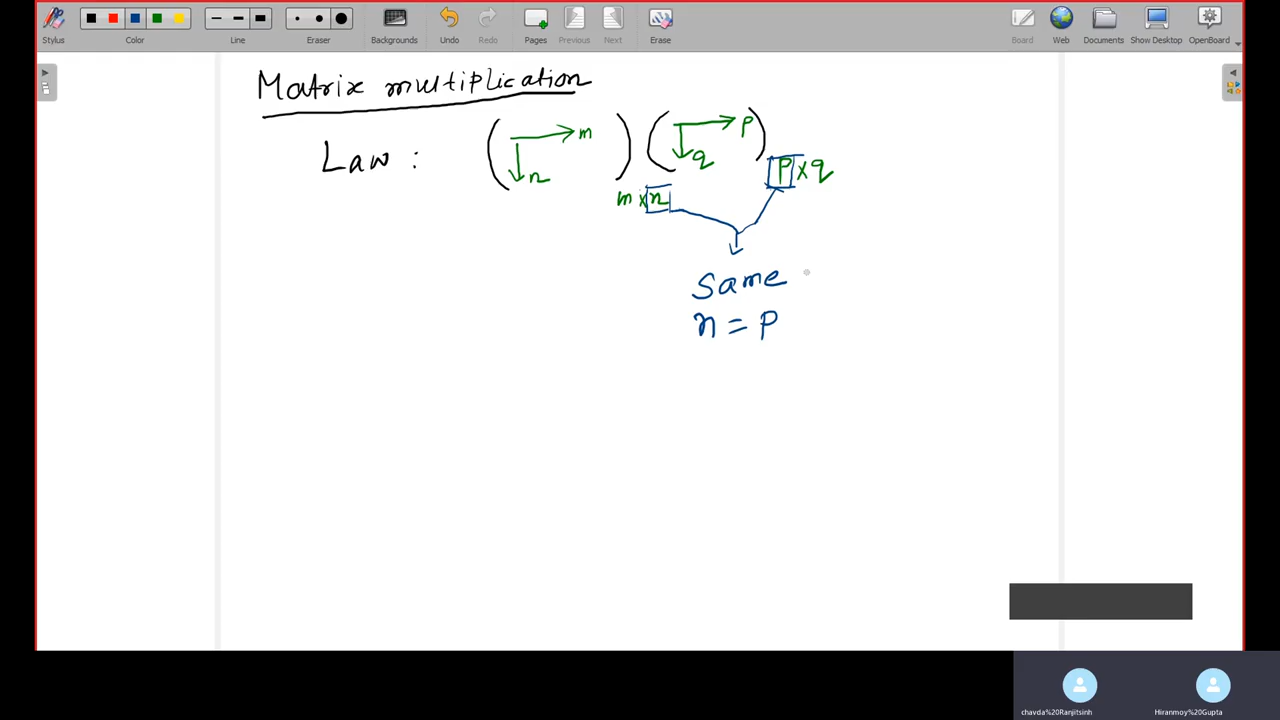 Stylus Color Line Eraser Backgrounds Undo Redo Pages Previous Next Erase Board Web Documents Show Desktop OpenBoard
Matrix multiplication
Law : ( m n ) m × n ( p q ) p × q
Same
n = p
chavda%20Ranjitsinh Hiranmoy%20Gupta